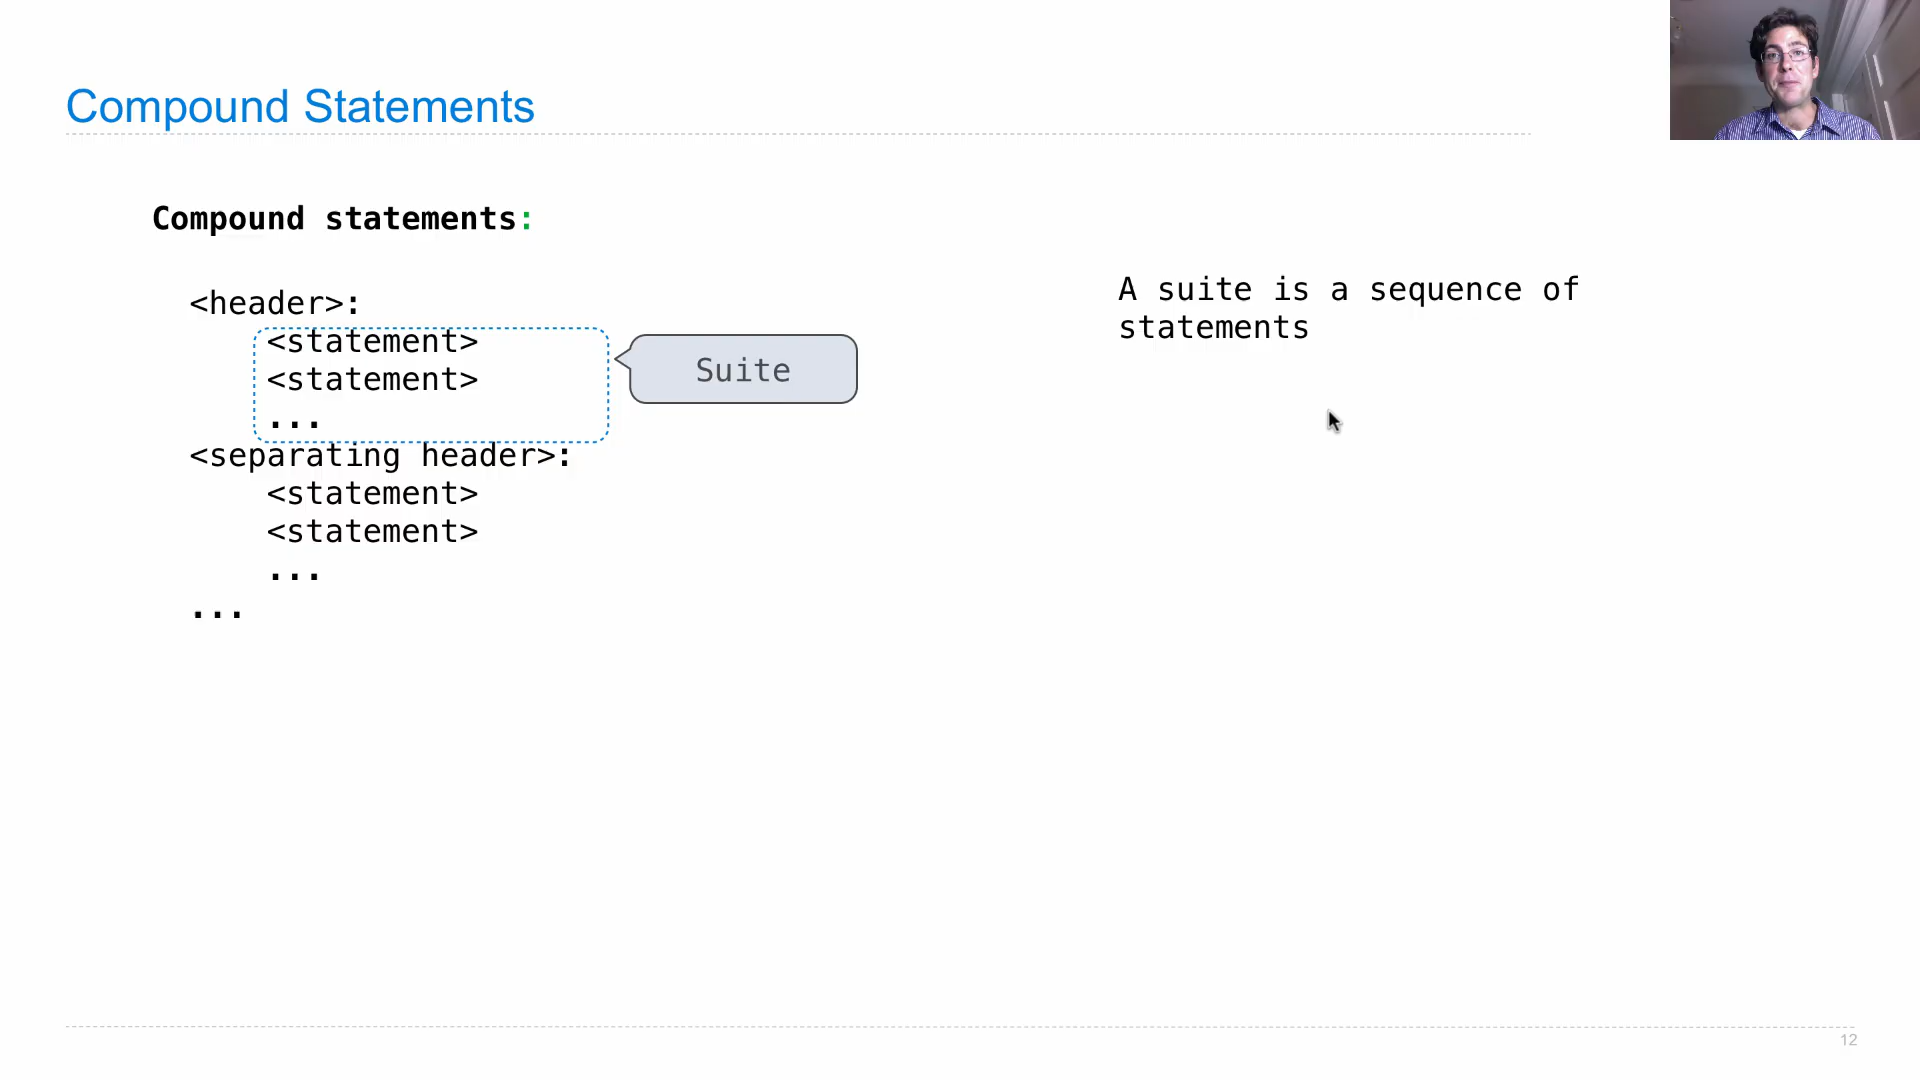 Compound Statements
Compound statements:
<header>:
<statement>
<statement>
...
<separating header>:
<statement>
<statement>
...
...
Suite
A suite is a sequence of
statements
12